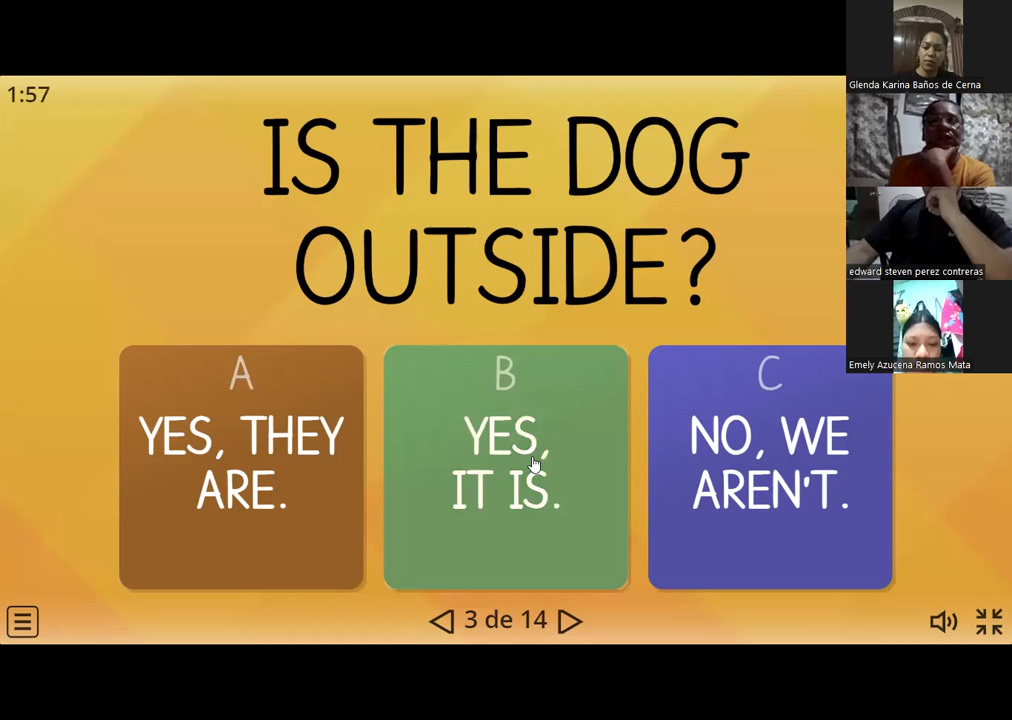 1:57
IS THE DOG
OUTSIDE?
A
YES, THEY
ARE.
B
YES,
IT IS.
C
NO, WE
AREN'T.
3 de 14
Glenda Karina Baños de Cerna
edward steven perez contreras
Emely Azucena Ramos Mata